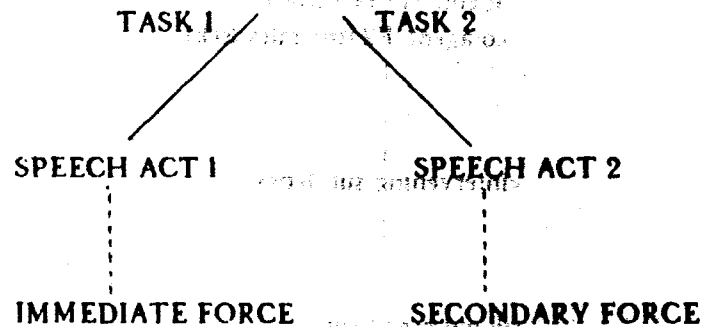 TASK 1 TASK 2
SPEECH ACT 1 SPEECH ACT 2
IMMEDIATE FORCE SECONDARY FORCE